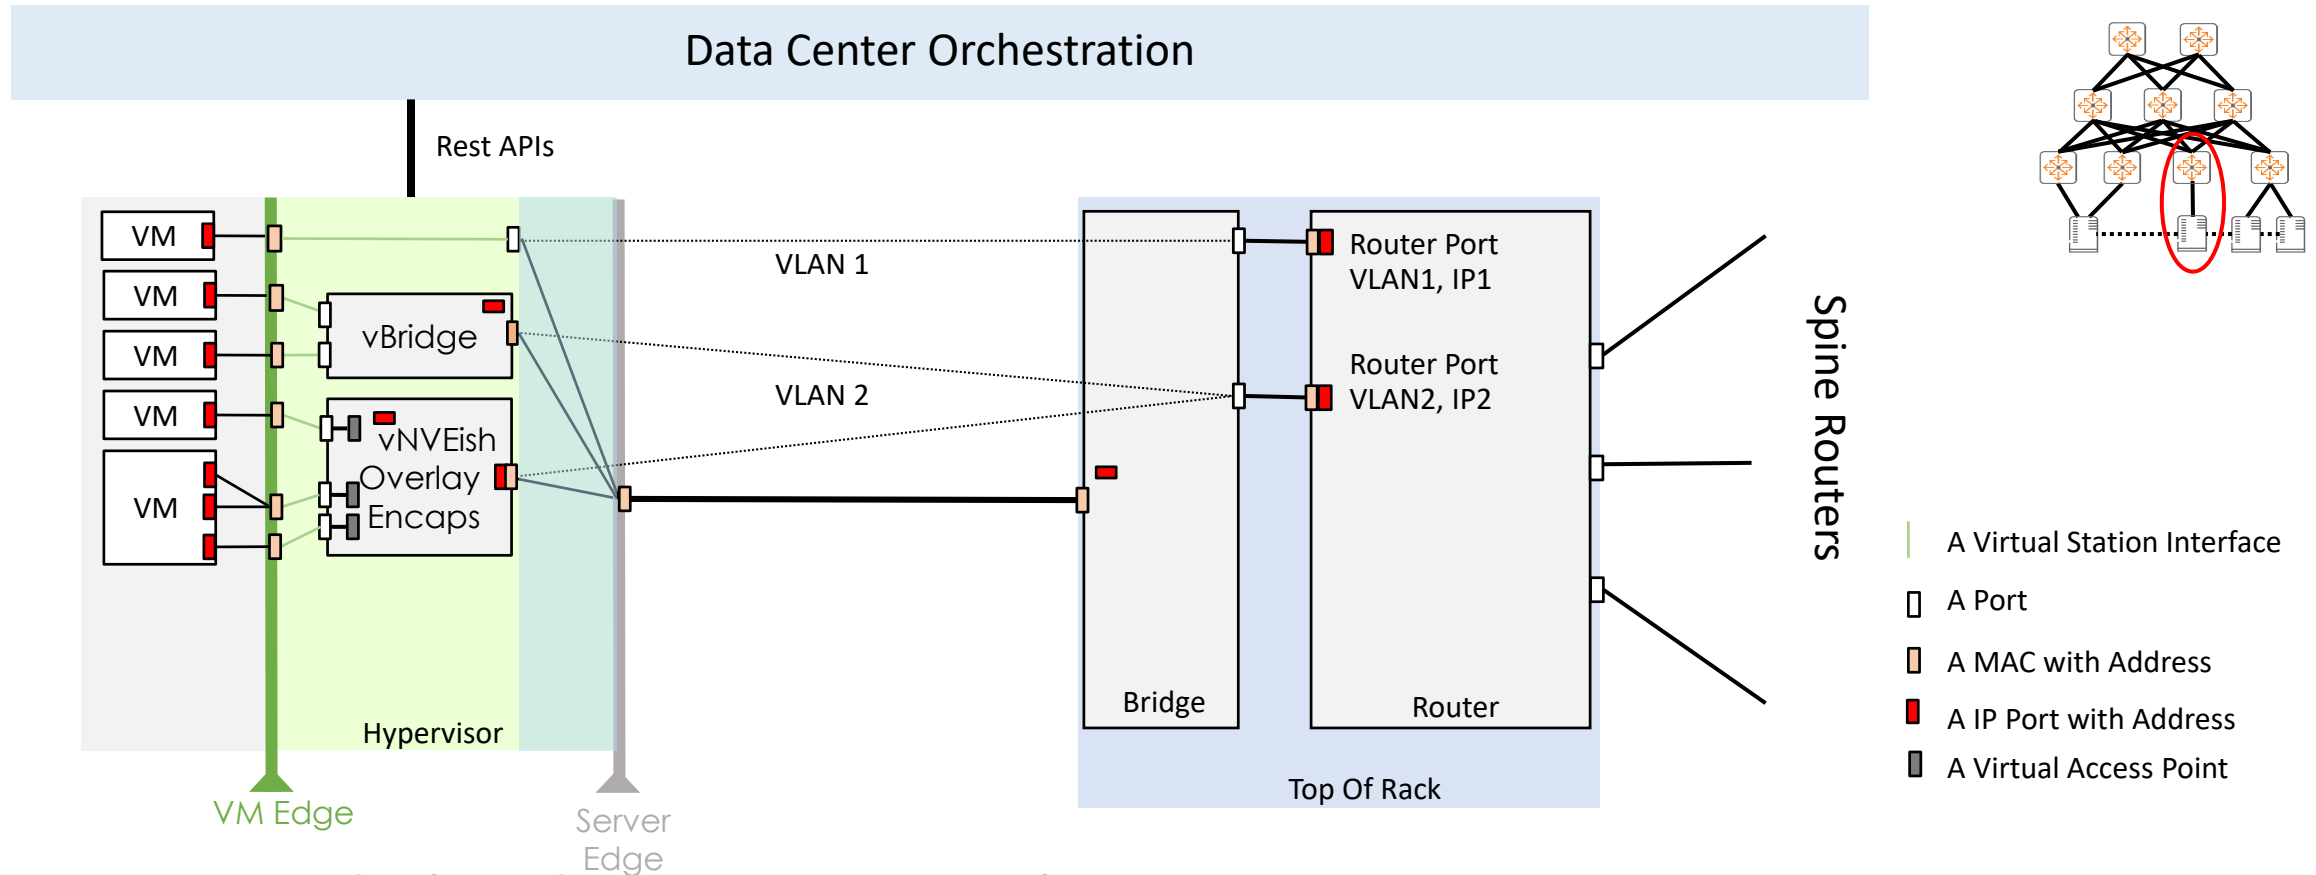 Data Center Orchestration
Rest APIs
VM
VM
VM
VM
VM
vBridge
vNVEish
Overlay
Encaps
Hypervisor
VM Edge
Server
Edge
VLAN 1
VLAN 2
Bridge
Router Port
VLAN1, IP1
Router Port
VLAN2, IP2
Router
Top Of Rack
Spine Routers
A Virtual Station Interface
A Port
A MAC with Address
A IP Port with Address
A Virtual Access Point